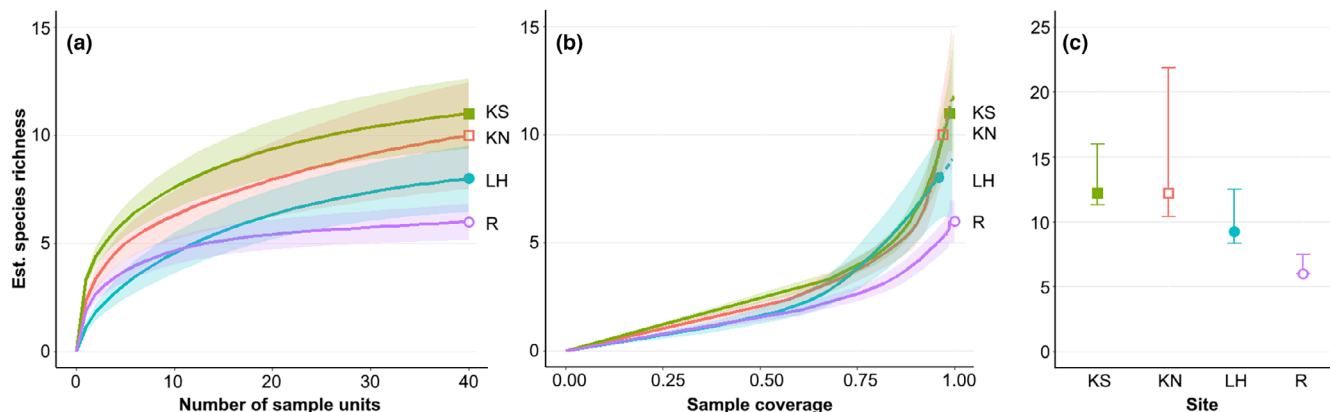 (a)
Est. species richness
15
10
5
0
0
10
20
30
40
Number of sample units
KS
KN
LH
R
(b)
15
10
5
0
0.00
0.25
0.50
0.75
1.00
Sample coverage
KS
KN
LH
R
(c)
25
20
15
10
5
0
KS
KN
LH
R
Site